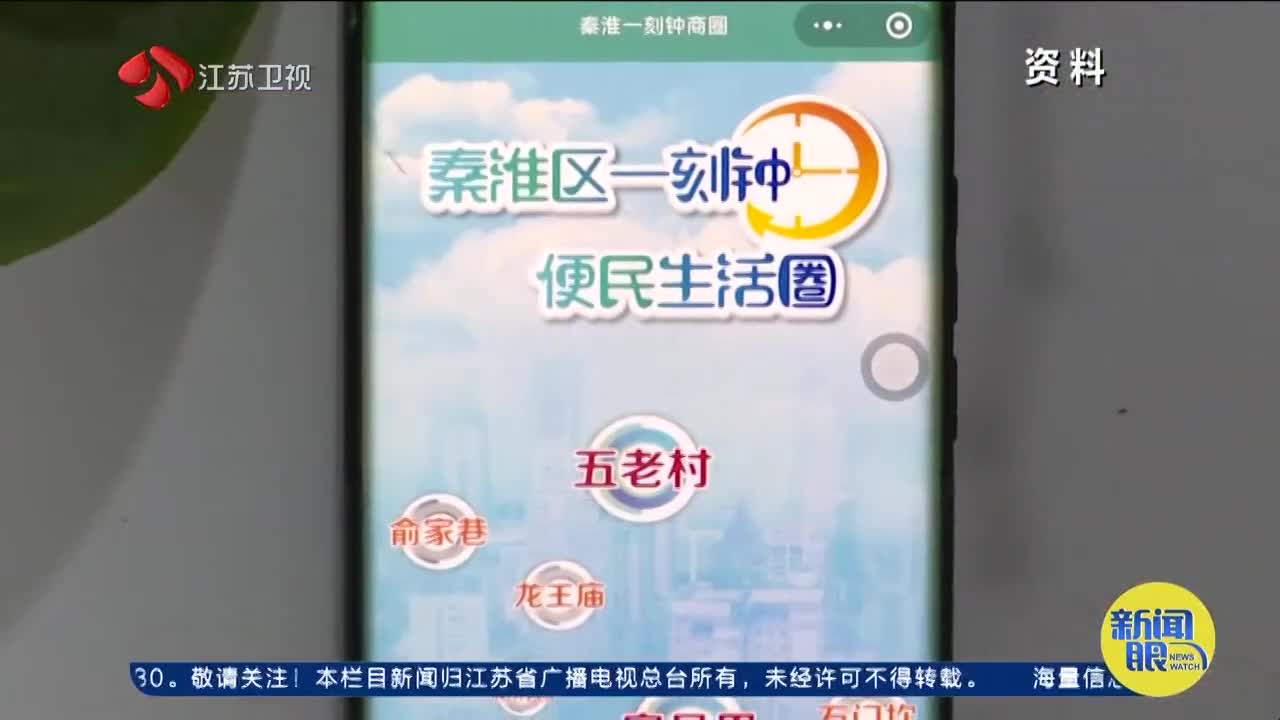 秦淮一刻钟商圈
江苏卫视
资料
秦淮区一刻钟
便民生活圈
五老村
俞家巷
龙王庙
新闻眼
NEWS WATCH
30。敬请关注！本栏目新闻归江苏省广播电视总台所有，未经许可不得转载。 海量信息